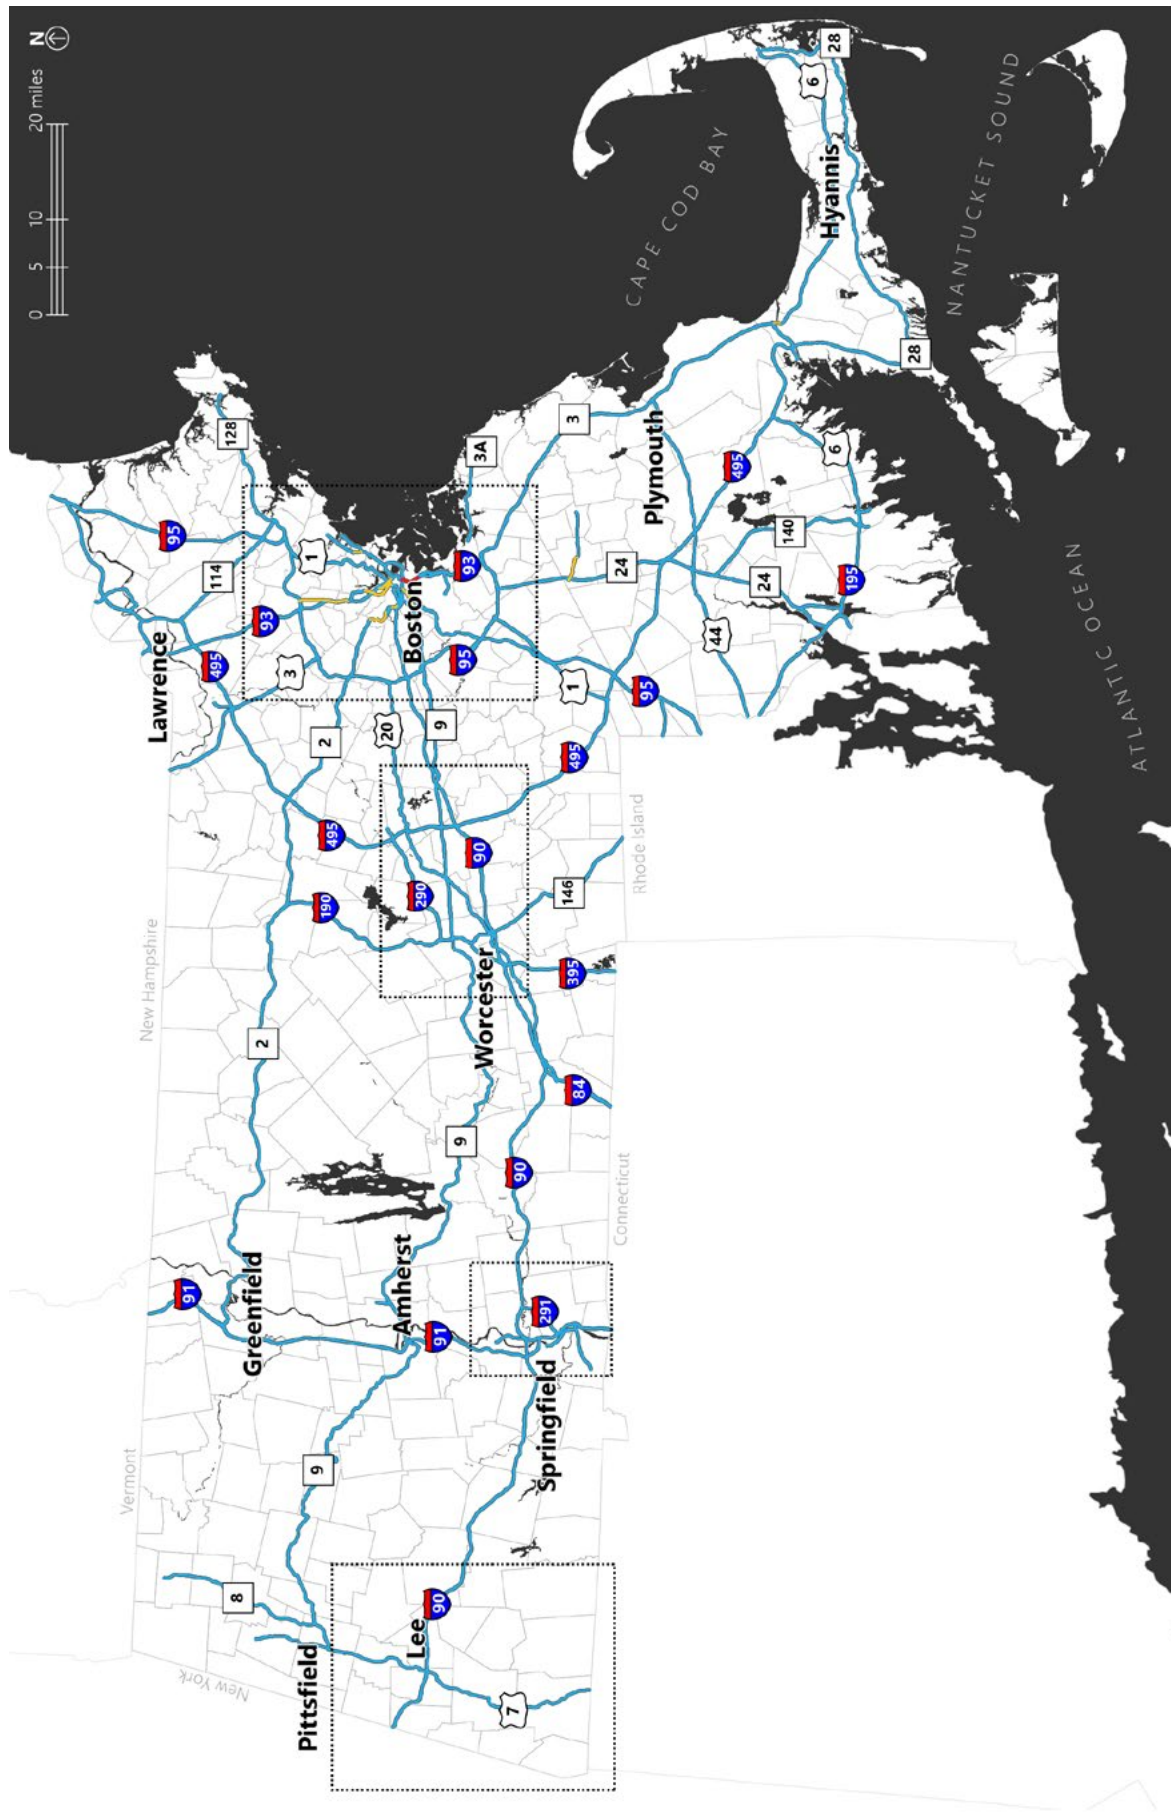 N
0 5 10 20 miles
Vermont
New Hampshire
New York
Connecticut
Rhode Island
CAPE COD BAY
NANTUCKET SOUND
ATLANTIC OCEAN
Pittsfield
Lee
Greenfield
Amherst
Springfield
Worcester
Lawrence
Boston
Plymouth
Hyannis
8
9
90
7
91
91
291
2
9
90
84
190
495
290
90
395
146
2
20
9
495
495
3
93
114
95
128
1
95
93
3A
1
95
3
24
44
24
140
495
195
6
28
6
28